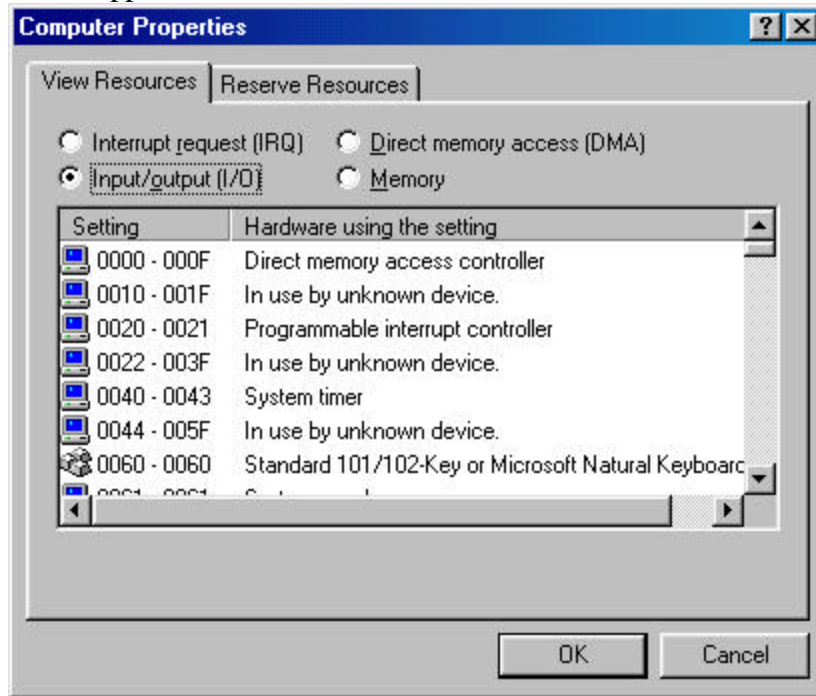 Computer Properties
View Resources Reserve Resources
Interrupt request (IRQ) Direct memory access (DMA)
Input/output (I/O) Memory
Setting Hardware using the setting
0000 - 000F Direct memory access controller
0010 - 001F In use by unknown device.
0020 - 0021 Programmable interrupt controller
0022 - 003F In use by unknown device.
0040 - 0043 System timer
0044 - 005F In use by unknown device.
0060 - 0060 Standard 101/102-Key or Microsoft Natural Keyboard
0061 - 0061
OK Cancel